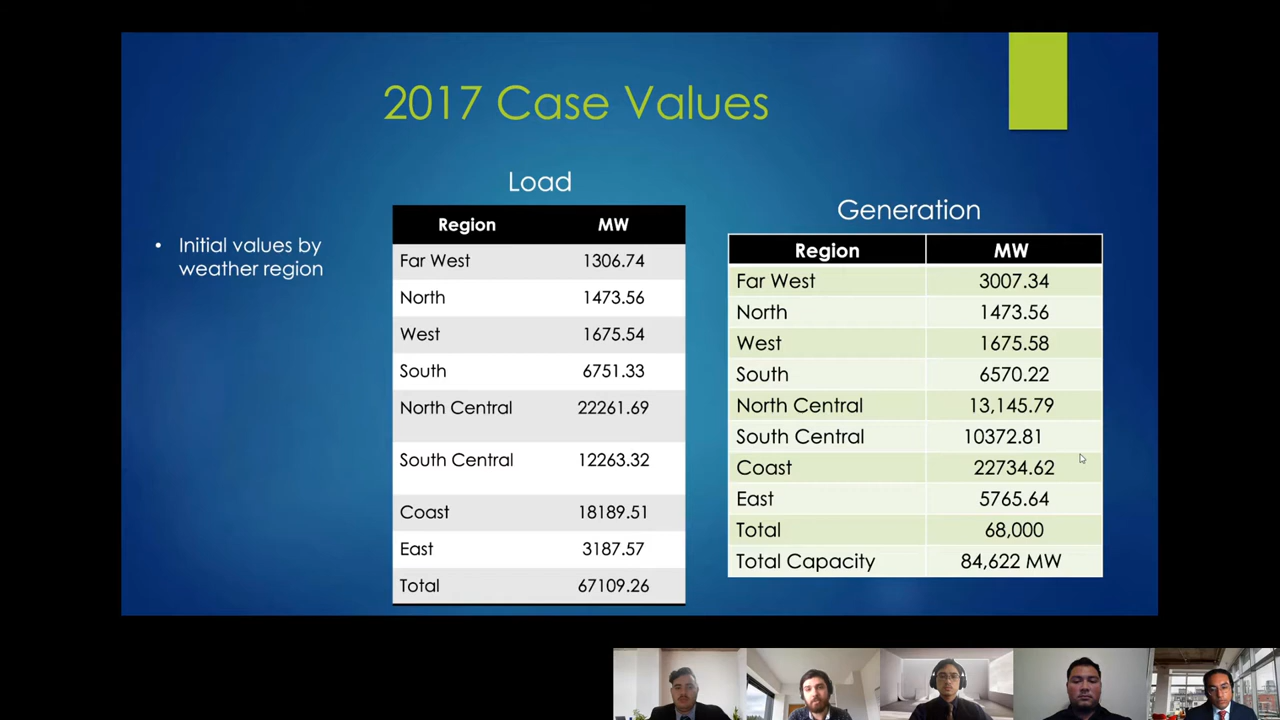 2017 Case Values
• Initial values by
weather region
Load
Region MW
Far West 1306.74
North 1473.56
West 1675.54
South 6751.33
North Central 22261.69
South Central 12263.32
Coast 18189.51
East 3187.57
Total 67109.26
Generation
Region MW
Far West 3007.34
North 1473.56
West 1675.58
South 6570.22
North Central 13,145.79
South Central 10372.81
Coast 22734.62
East 5765.64
Total 68,000
Total Capacity 84,622 MW